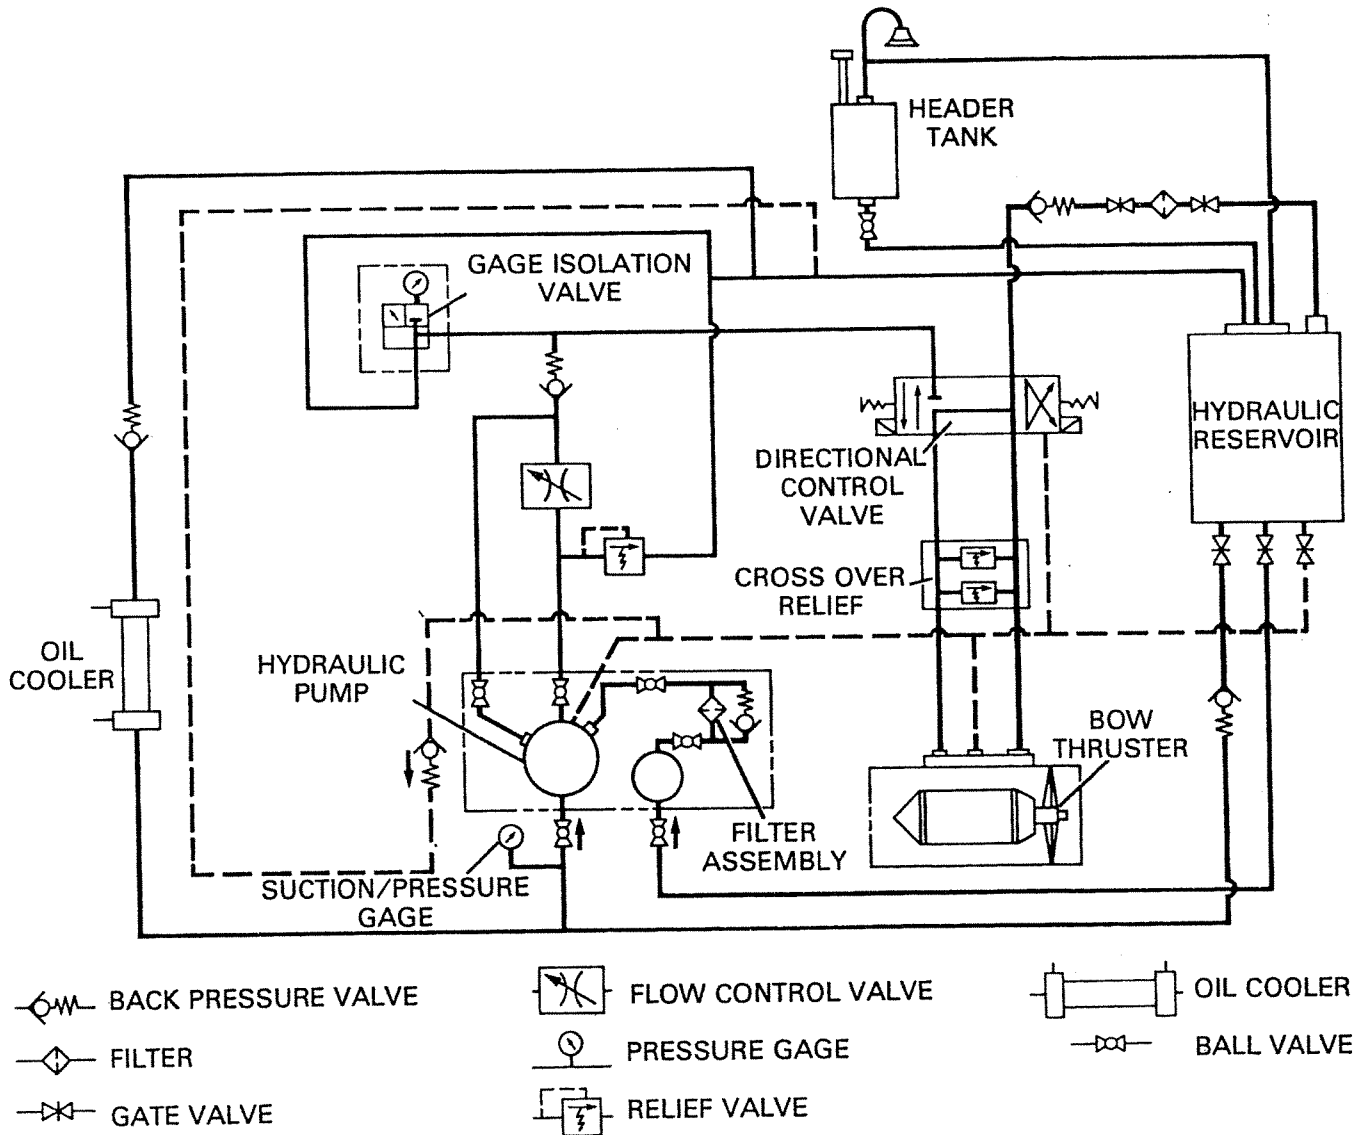 HEADER
TANK
GAGE ISOLATION
VALVE
HYDRAULIC
RESERVOIR
DIRECTIONAL
CONTROL
VALVE
CROSS OVER
RELIEF
OIL
COOLER
HYDRAULIC
PUMP
BOW
THRUSTER
FILTER
ASSEMBLY
SUCTION/PRESSURE
GAGE
BACK PRESSURE VALVE
FLOW CONTROL VALVE
OIL COOLER
FILTER
PRESSURE GAGE
BALL VALVE
GATE VALVE
RELIEF VALVE